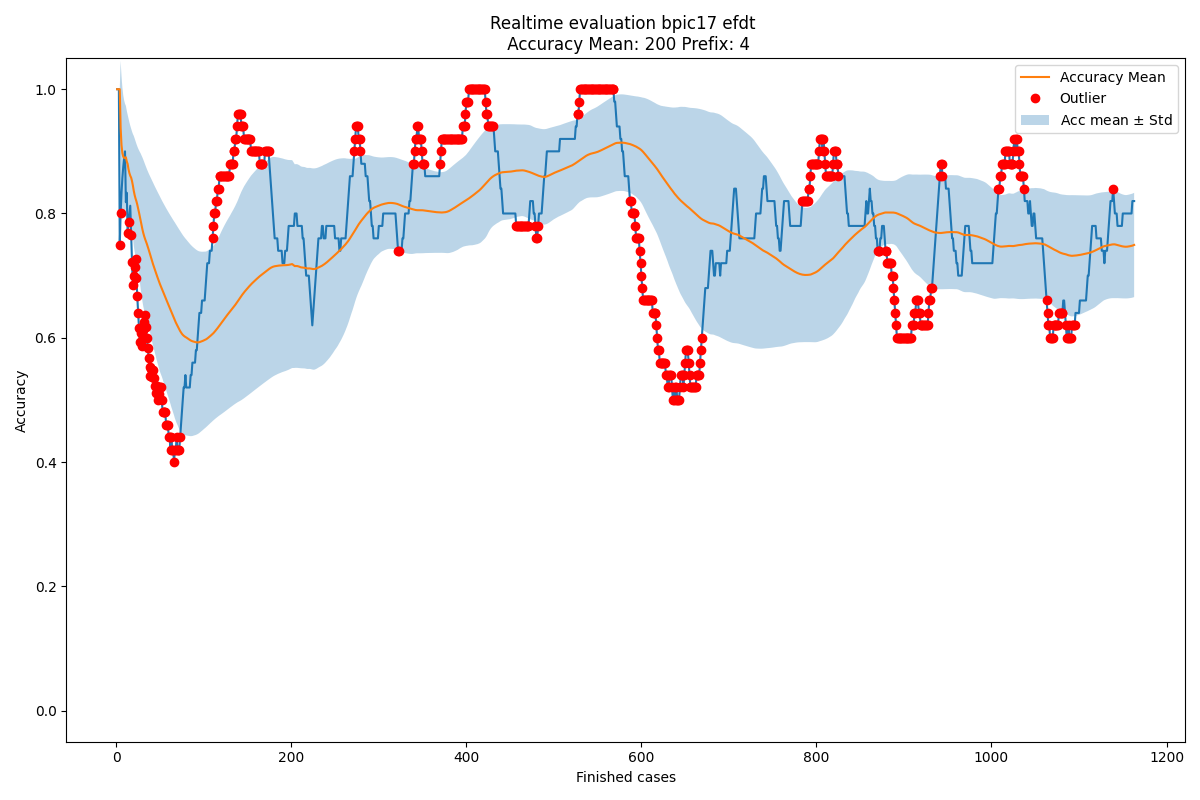 Realtime evaluation bpic17 efdt
Accuracy Mean: 200 Prefix: 4
Accuracy Mean
Outlier
Acc mean ± Std
1.0
0.8
0.6
0.4
0.2
0.0
Accuracy
0
200
400
600
800
1000
1200
Finished cases